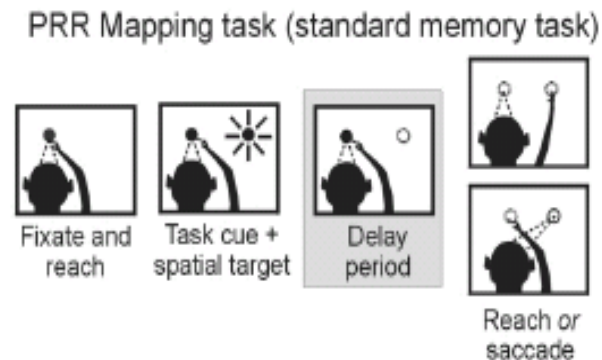 PRR Mapping task (standard memory task)
Fixate and
reach
Task cue +
spatial target
Delay
period
Reach or
saccade